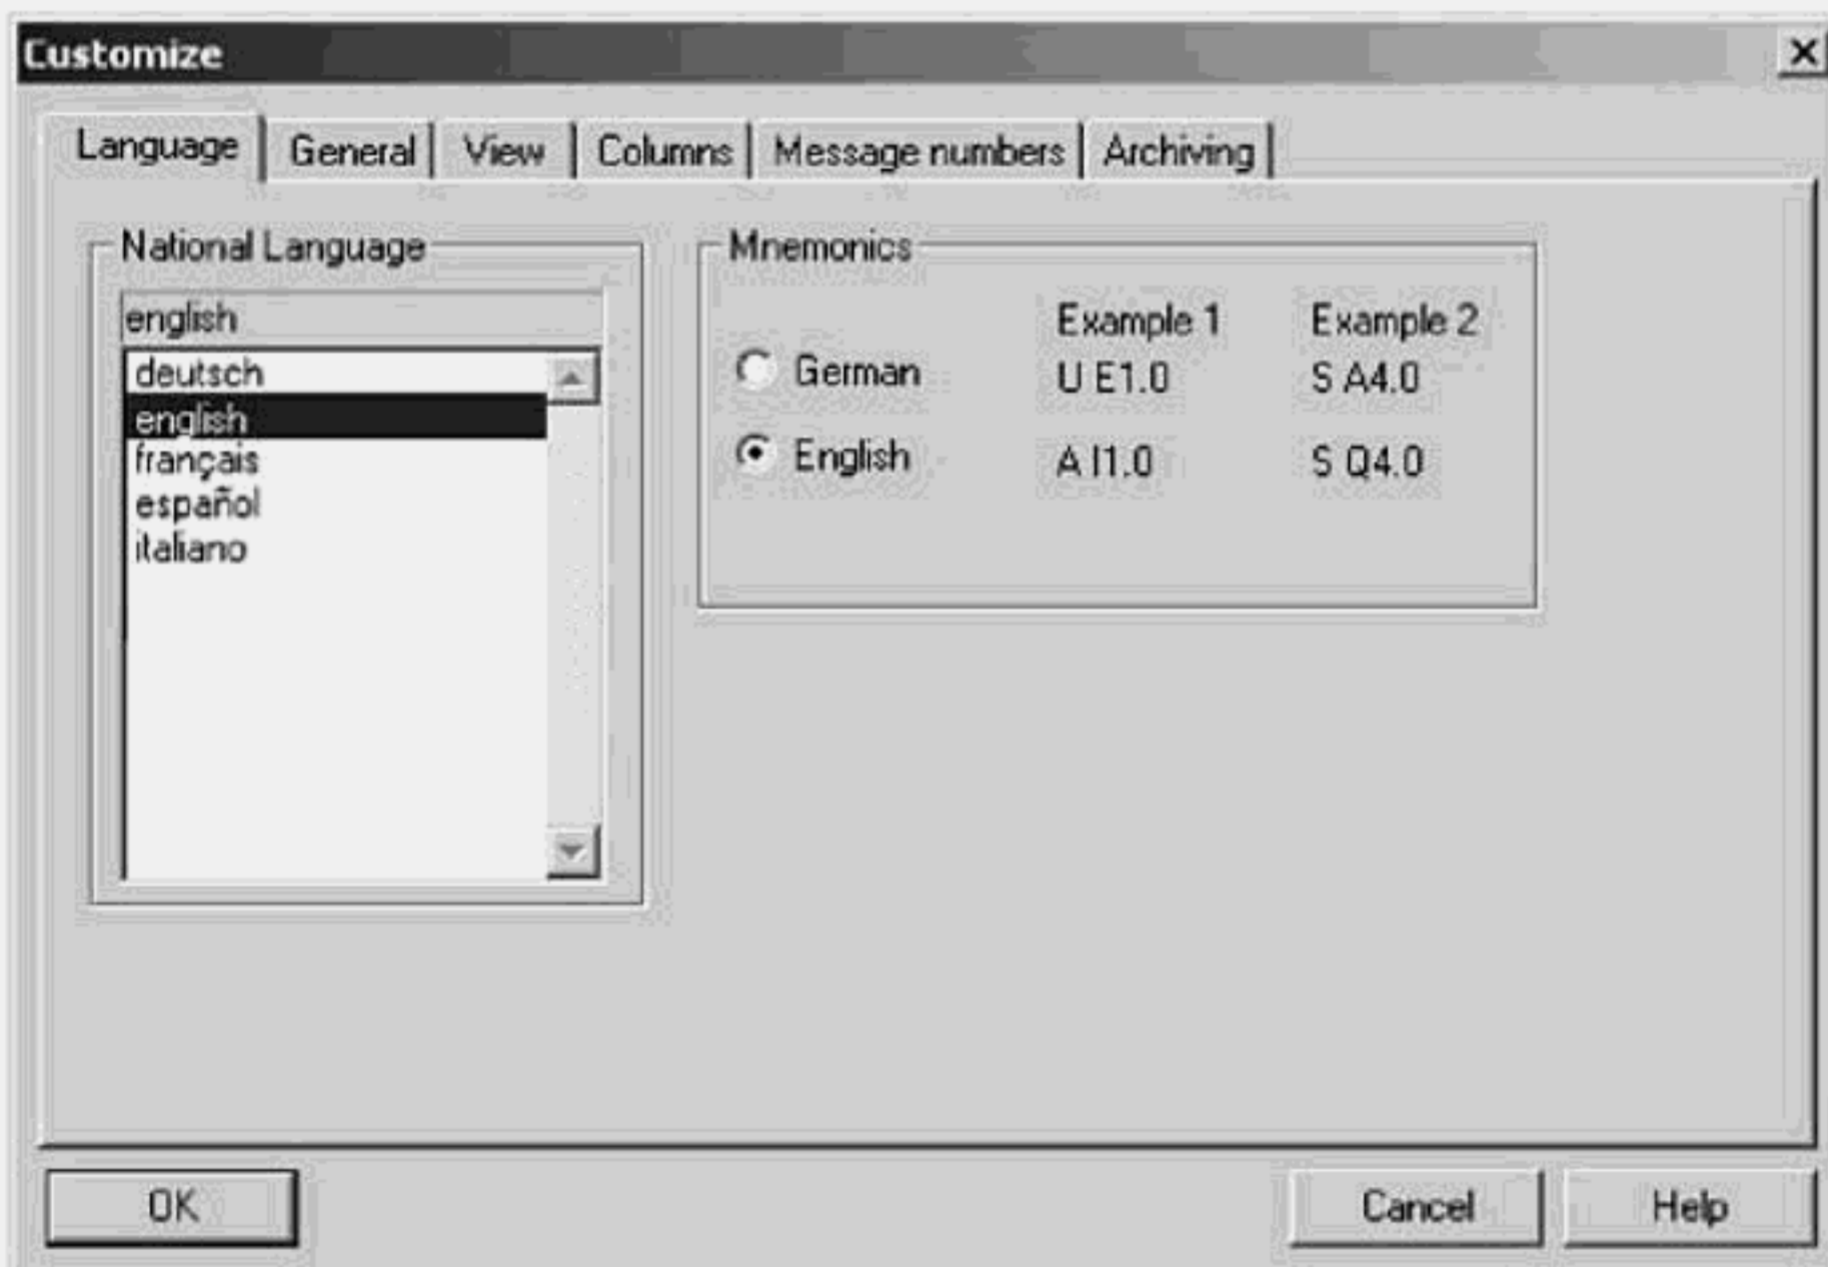 Customize
Language General View Columns Message numbers Archiving
National Language
english
deutsch
english
français
español
italiano
Mnemonics
Example 1 Example 2
German U E1.0 S A4.0
English A I1.0 S Q4.0
OK Cancel Help